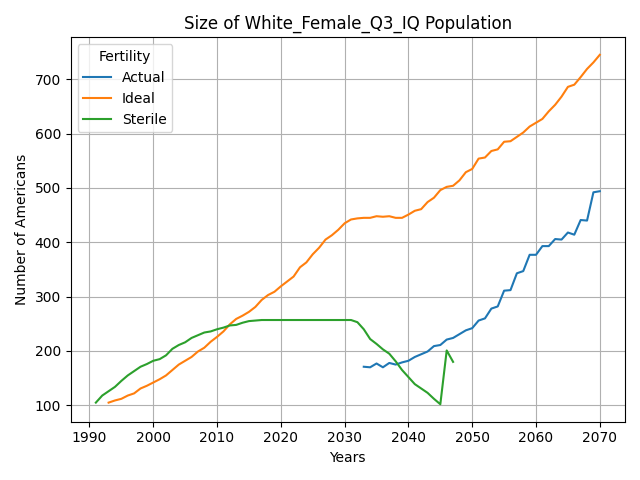 Size of White_Female_Q3_IQ Population
Fertility
Actual
Ideal
Sterile
Number of Americans
700
600
500
400
300
200
100
1990 2000 2010 2020 2030 2040 2050 2060 2070
Years